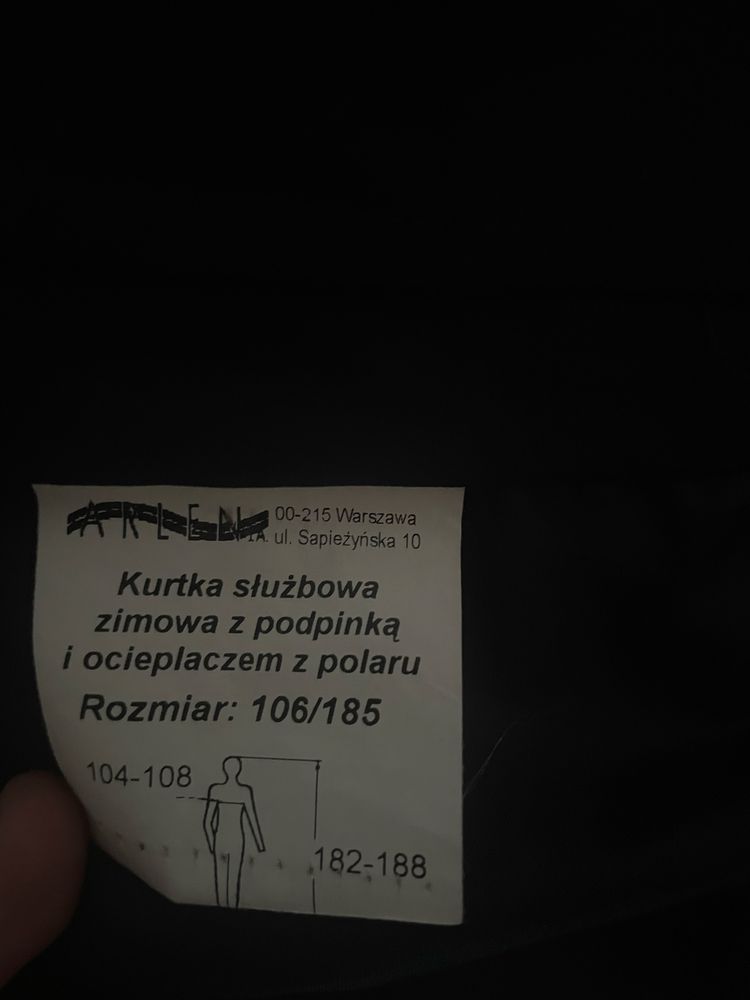 ARLEN
00-215 Warszawa
ul. Sapieżyńska 10
Kurtka służbowa
zimowa z podpinką
i ocieplaczem z polaru
Rozmiar: 106/185
104-108
182-188